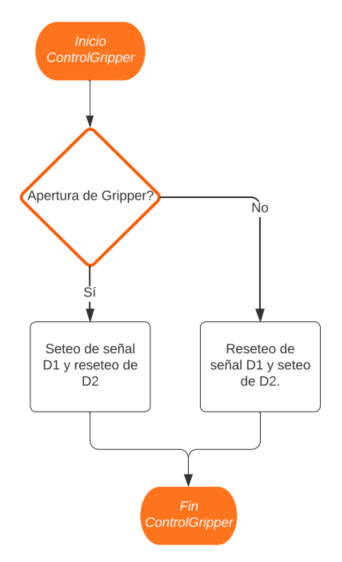 Inicio
ControlGripper
Apertura de Gripper?
No
Sí
Seteo de señal
D1 y reseteo de
D2
Reseteo de
señal D1 y seteo
de D2.
Fin
ControlGripper